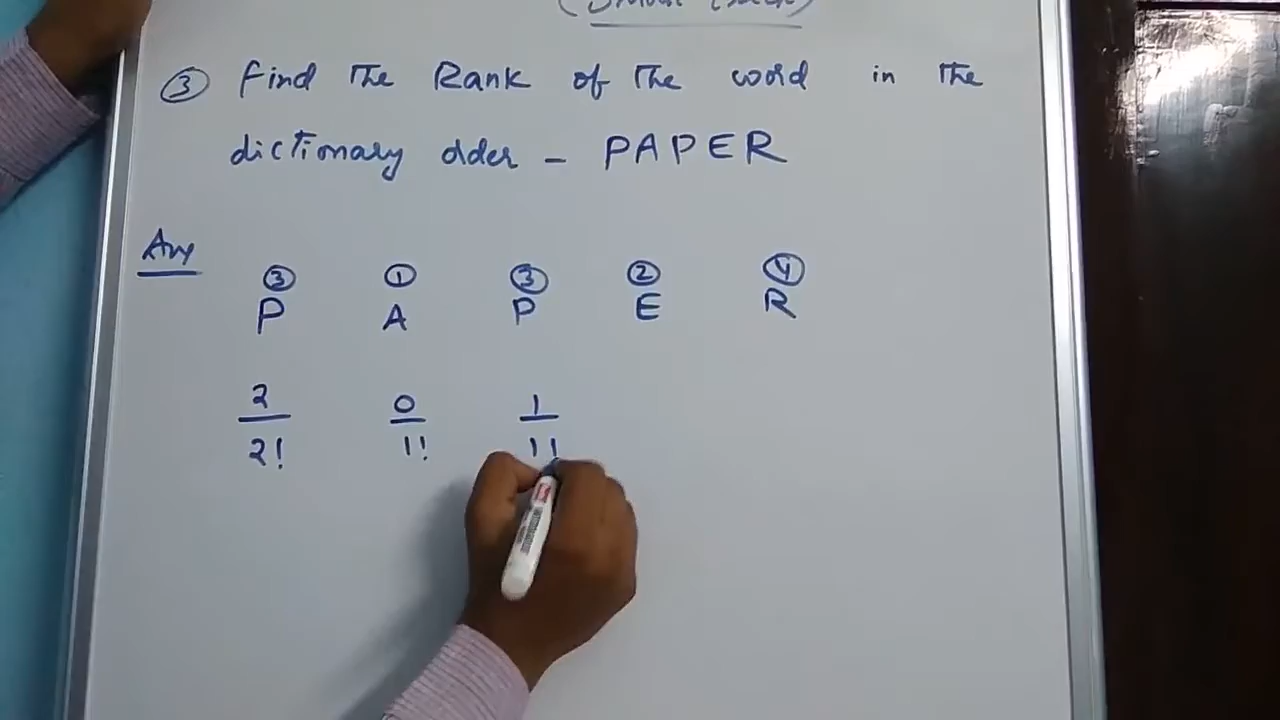 ③ Find The Rank of The word in the
dictionary odder - PAPER
Ans
③ ① ③ ② ④
P A P E R
2 0 1
2! 1! 1!